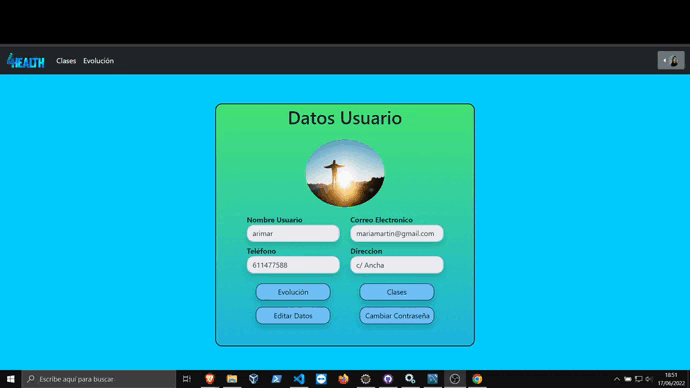 4HEALTH Clases Evolución
Datos Usuario
Nombre Usuario Correo Electronico
arimar mariamartin@gmail.com
Teléfono Direccion
611477588 c/ Ancha
Evolución Clases
Editar Datos Cambiar Contraseña
Escribe aquí para buscar
18:51
17/06/2022